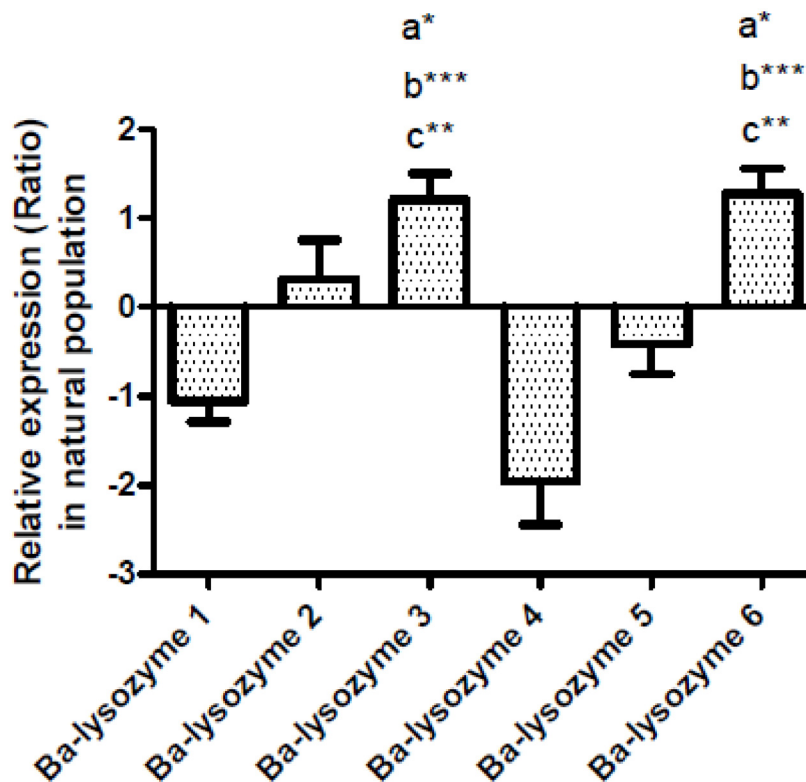 a* a*
b*** b***
c** c**
Relative expression (Ratio)
in natural population
2
1
0
-1
-2
-3
Ba-lysozyme 1
Ba-lysozyme 2
Ba-lysozyme 3
Ba-lysozyme 4
Ba-lysozyme 5
Ba-lysozyme 6